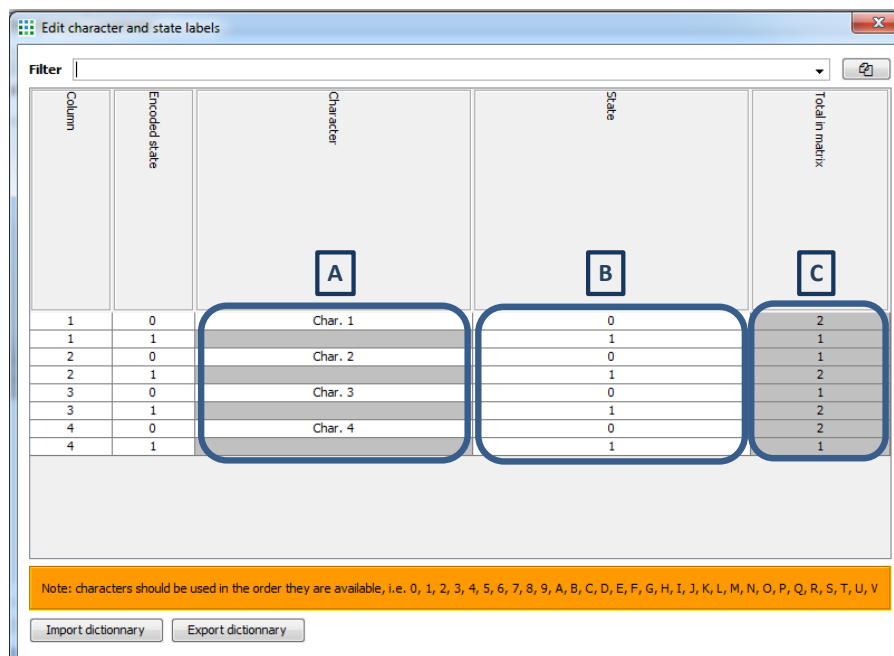 Edit character and state labels
x
Filter
Column Encoded state Character State Total in matrix
A B C
1 0 Char. 1 0 2
1 1 1 1
2 0 Char. 2 0 1
2 1 1 2
3 0 Char. 3 0 1
3 1 1 2
4 0 Char. 4 0 2
4 1 1 1
Note: characters should be used in the order they are available, i.e. 0, 1, 2, 3, 4, 5, 6, 7, 8, 9, A, B, C, D, E, F, G, H, I, J, K, L, M, N, O, P, Q, R, S, T, U, V
Import dictionnary Export dictionnary